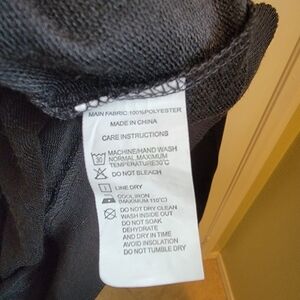 MAIN FABRIC:100%POLYESTER
MADE IN CHINA
CARE INSTRUCTIONS
30 MACHINE/HAND WASH
NORMAL.MAXIMUM
TEMPERATURE30℃
DO NOT BLEACH
LINE DRY
COOL IRON
(MAXIMUM 110℃)
DO NOT DRY CLEAN
WASH INSIDE OUT
DO NOT SOAK
DEHYDRATE
AND DRY IN TIME
AVOID INSOLATION
DO NOT TUMBLE DRY